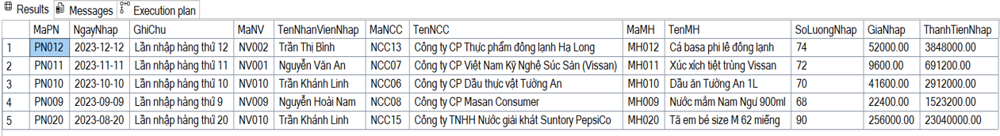 Results Messages Execution plan
MaPN NgayNhap GhiChu MaNV TenNhanVienNhap MaNCC TenNCC MaMH TenMH SoLuongNhap GiaNhap ThanhTienNhap
1 PN012 2023-12-12 Lần nhập hàng thứ 12 NV002 Trần Thị Bình NCC13 Công ty CP Thực phẩm đông lạnh Hạ Long MH012 Cá basa phi lê đông lạnh 74 52000.00 3848000.00
2 PN011 2023-11-11 Lần nhập hàng thứ 11 NV001 Nguyễn Văn An NCC07 Công ty CP Việt Nam Kỹ Nghệ Súc Sản (Vissan) MH011 Xúc xích tiệt trùng Vissan 72 9600.00 691200.00
3 PN010 2023-10-10 Lần nhập hàng thứ 10 NV010 Trần Khánh Linh NCC06 Công ty CP Dầu thực vật Tường An MH010 Dầu ăn Tường An 1L 70 41600.00 2912000.00
4 PN009 2023-09-09 Lần nhập hàng thứ 9 NV009 Nguyễn Hoài Nam NCC08 Công ty CP Masan Consumer MH009 Nước mắm Nam Ngư 900ml 68 22400.00 1523200.00
5 PN020 2023-08-20 Lần nhập hàng thứ 20 NV010 Trần Khánh Linh NCC15 Công ty TNHH Nước giải khát Suntory PepsiCo MH020 Tã em bé size M 62 miếng 90 256000.00 23040000.00